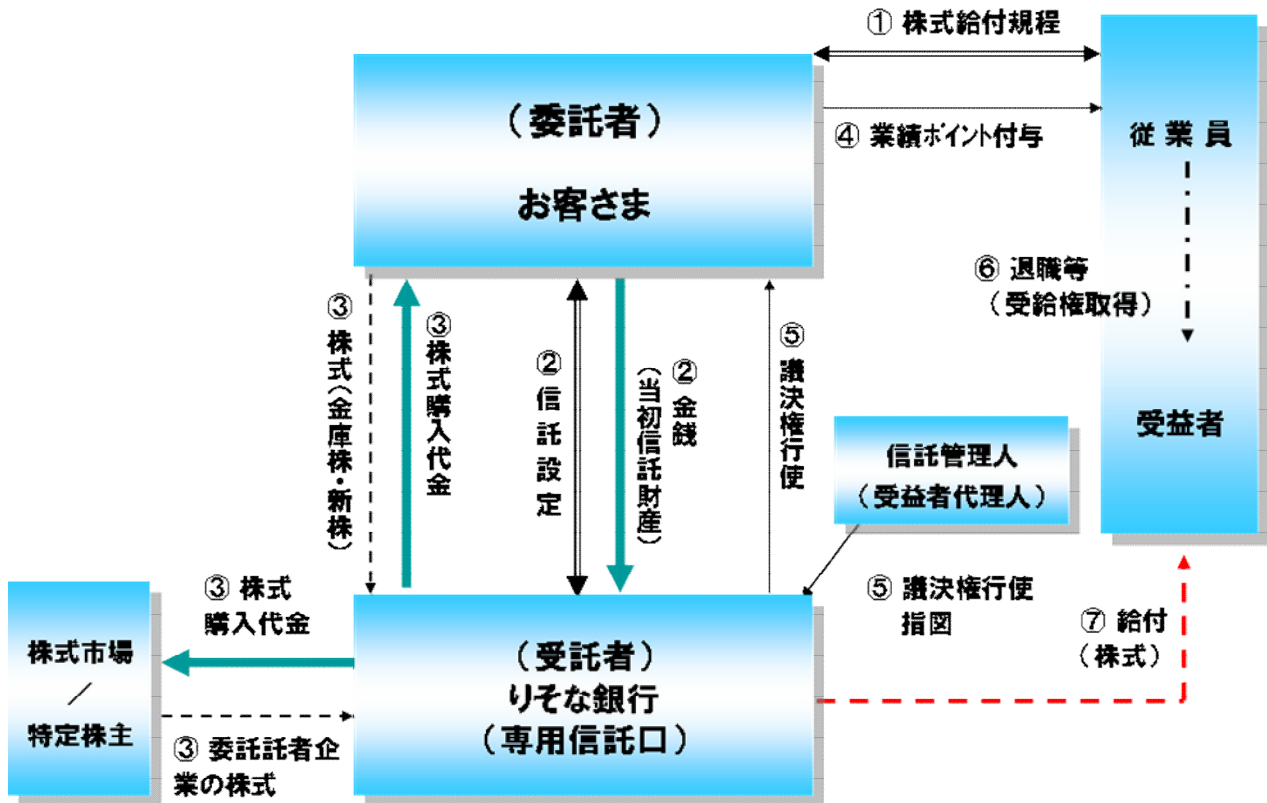 ① 株式給付規程
（委託者）
お客さま
④ 業績ポイント付与
従業員
⑥ 退職等
（受給権取得）
受益者
③ 株式（金庫株・新株）
③ 株式購入代金
② 信託設定
② 金銭
（当初信託財産）
⑤ 議決権行使
信託管理人
（受益者代理人）
③ 株式
購入代金
株式市場
／
特定株主
③ 委託託者企
業の株式
（受託者）
りそな銀行
（専用信託口）
⑤ 議決権行使
指図
⑦ 給付
（株式）